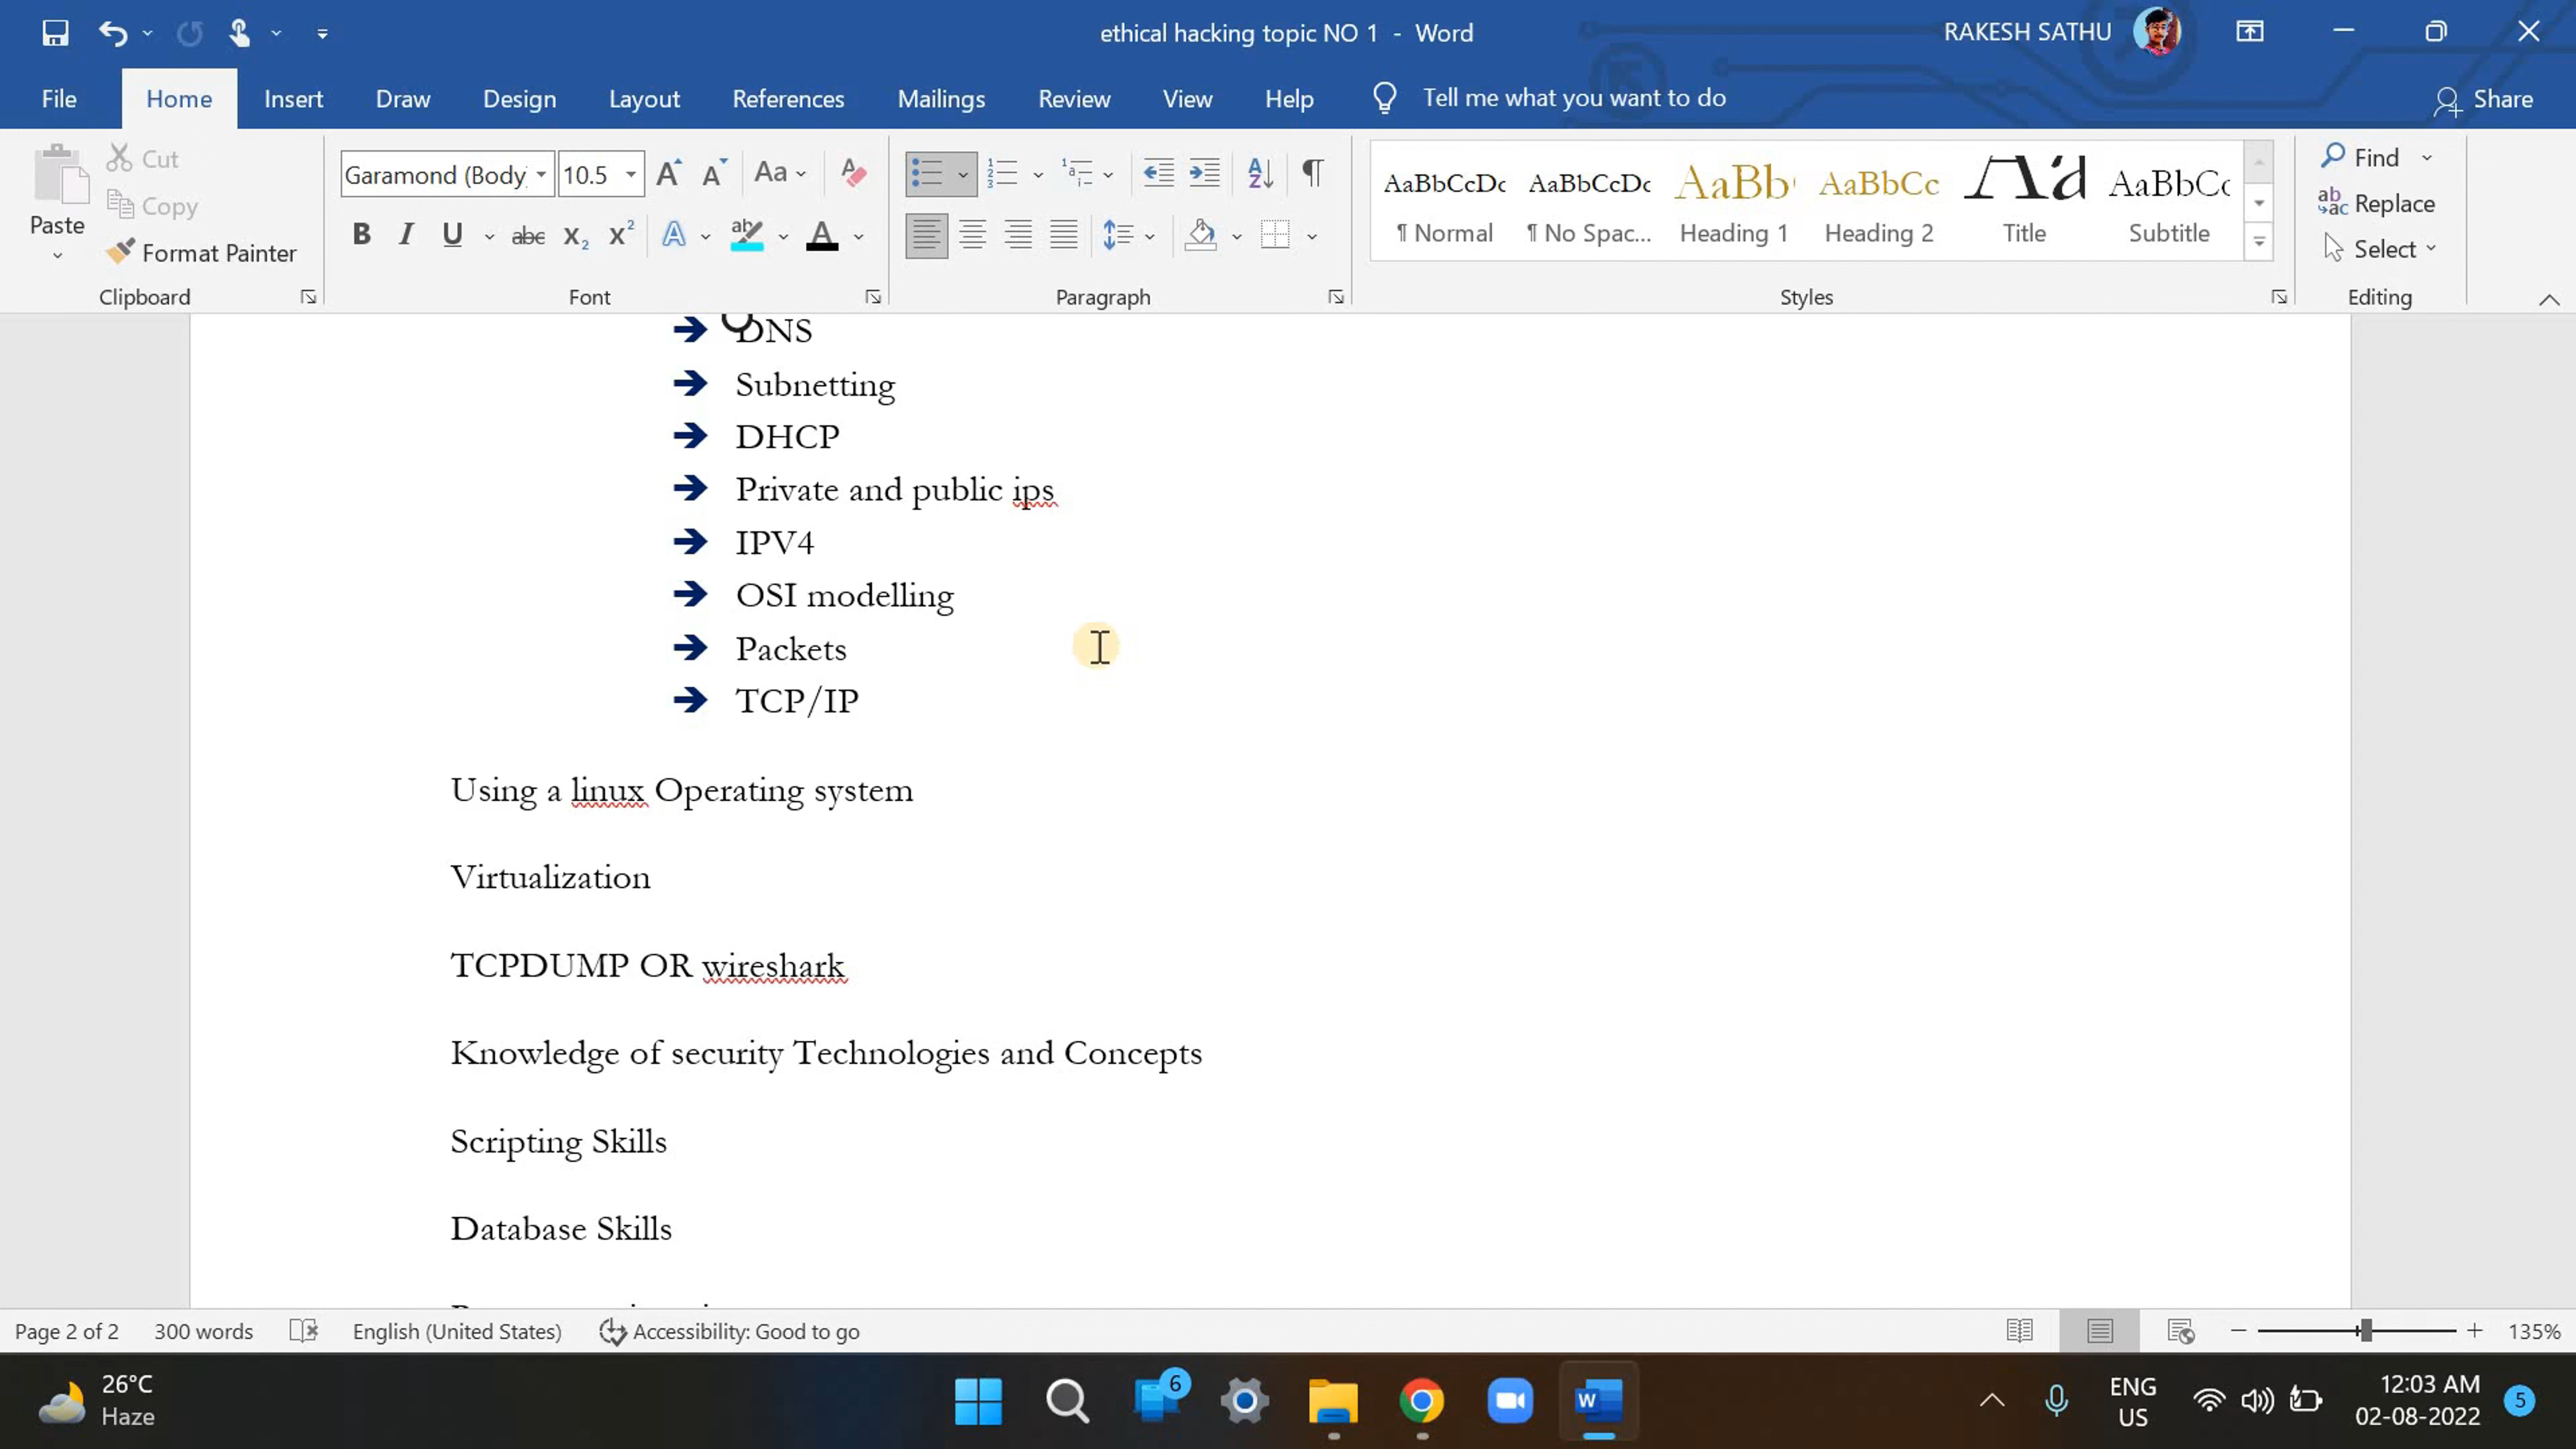 ethical hacking topic NO 1 - Word
RAKESH SATHU
File Home Insert Draw Design Layout References Mailings Review View Help Tell me what you want to do Share
Paste
Cut
Copy
Format Painter
Clipboard
Garamond (Body 10.5
Font
Paragraph
AaBbCcDc AaBbCcDc AaBb AaBbCc AaBbCc
¶ Normal ¶ No Spac... Heading 1 Heading 2 Title Subtitle
Styles
Find
Replace
Select
Editing
➔ DNS
➔ Subnetting
➔ DHCP
➔ Private and public ips
➔ IPV4
➔ OSI modelling
➔ Packets
➔ TCP/IP
Using a linux Operating system
Virtualization
TCPDUMP OR wireshark
Knowledge of security Technologies and Concepts
Scripting Skills
Database Skills
Page 2 of 2 300 words English (United States) Accessibility: Good to go 135%
26°C
Haze
6
ENG
US
12:03 AM
02-08-2022
5